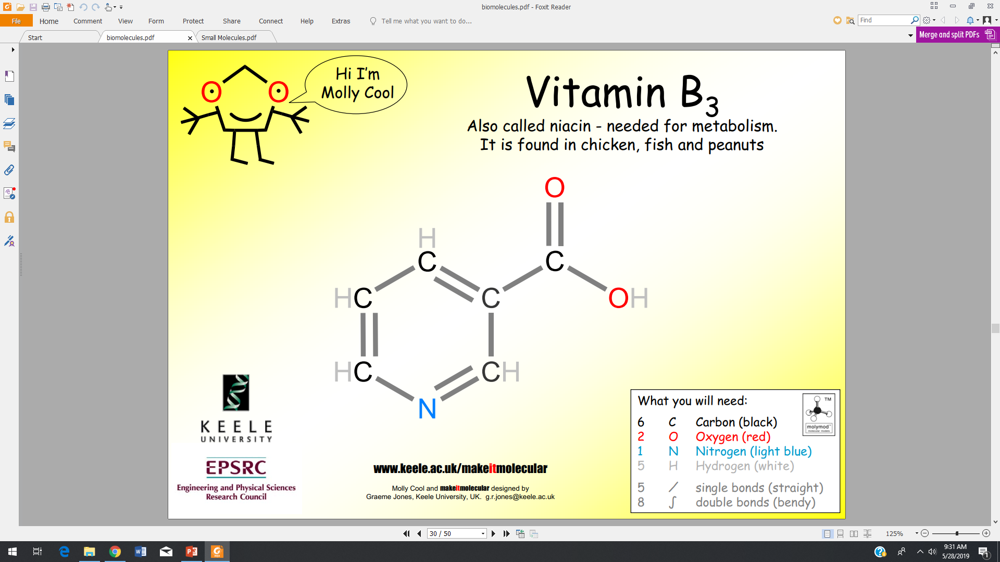 biomolecules.pdf - Foxit Reader
File Home Comment View Form Protect Share Connect Help Extras Tell me what you want to do... Find
Start biomolecules.pdf Small Molecules.pdf Merge and split PDFs
Hi I'm
Molly Cool
Vitamin B3
Also called niacin - needed for metabolism.
It is found in chicken, fish and peanuts
O
H
C C
HC C OH
HC CH
N
KEELE
UNIVERSITY
EPSRC
Engineering and Physical Sciences
Research Council
www.keele.ac.uk/makeitmolecular
Molly Cool and makeitmolecular designed by
Graeme Jones, Keele University, UK. g.r.jones@keele.ac.uk
What you will need:
TM
molymod™
molecular models
6 C Carbon (black)
2 O Oxygen (red)
1 N Nitrogen (light blue)
5 H Hydrogen (white)
5 / single bonds (straight)
8 ∫ double bonds (bendy)
30 / 50
125%
9:31 AM
5/28/2019
1